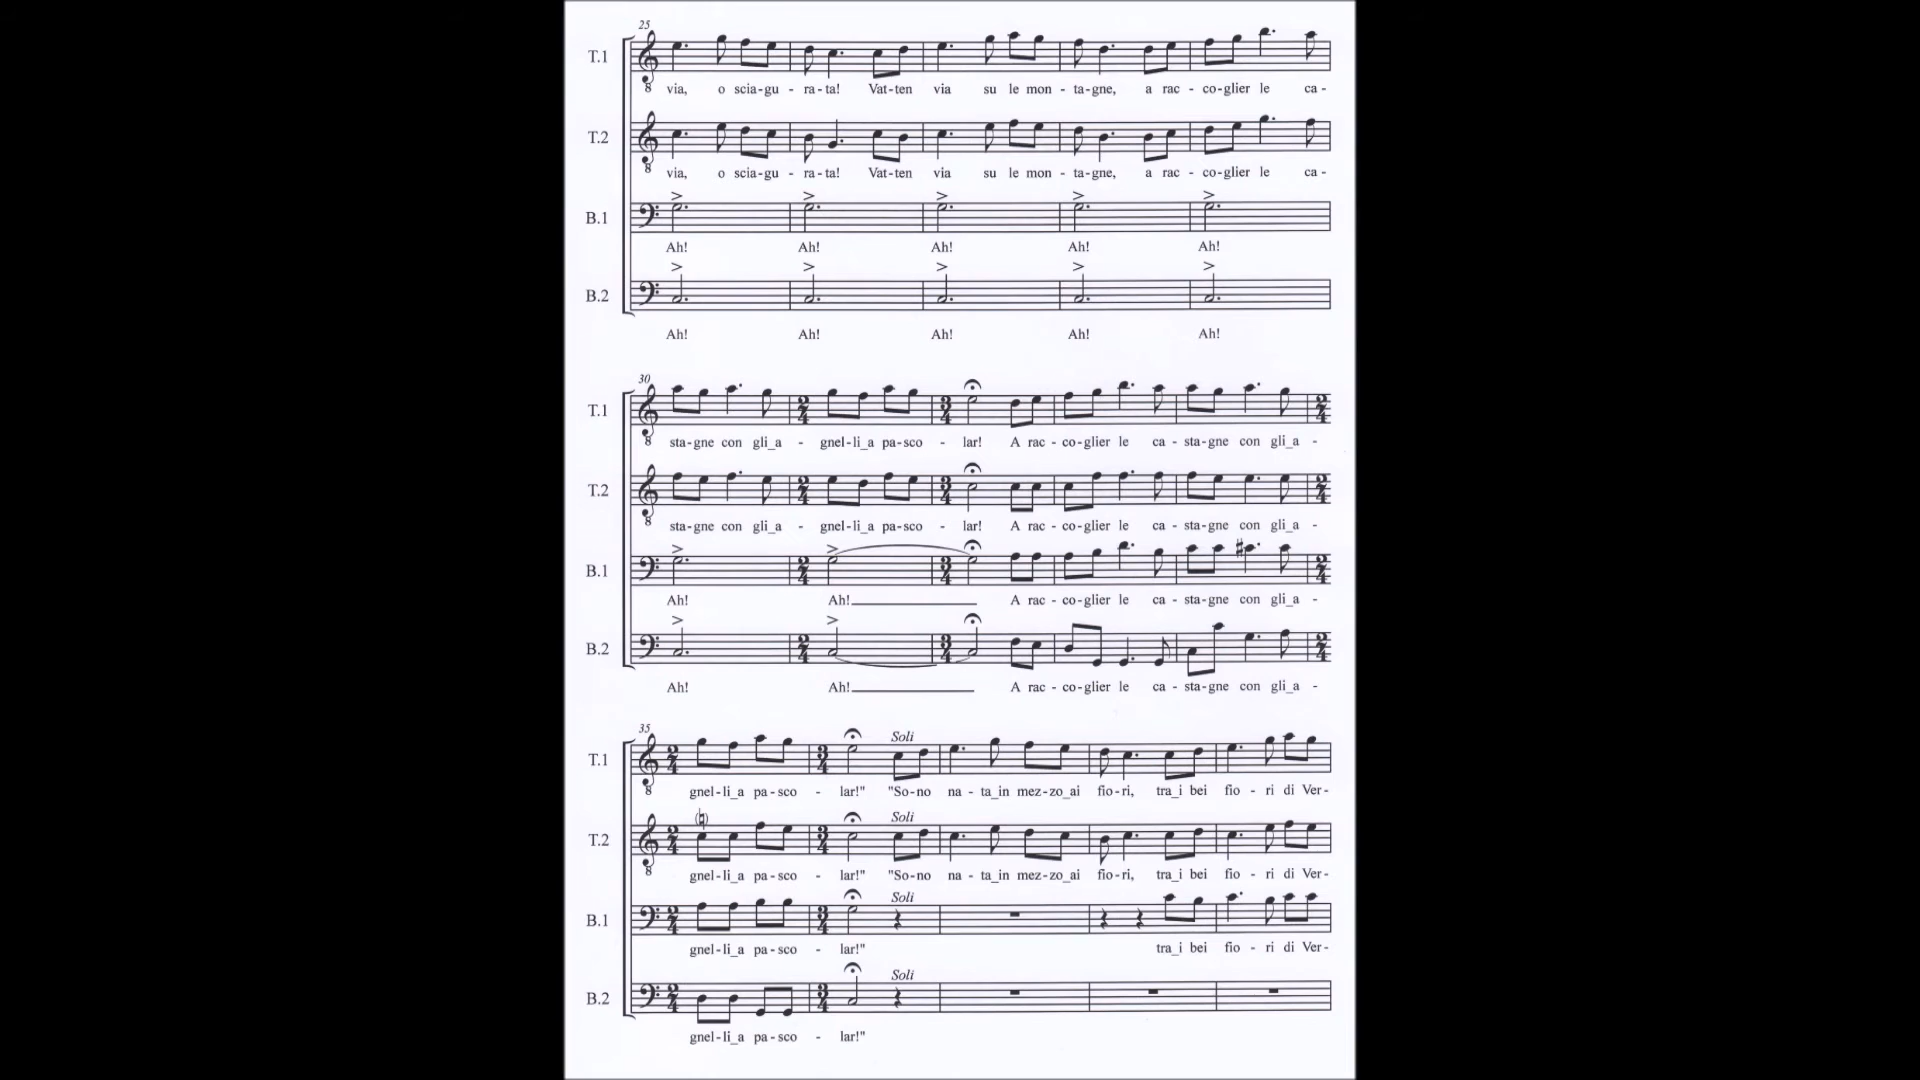 25
T.1
via, o scia-gu - ra-ta! Vat-ten via su le mon - ta-gne, a rac - co-glier le ca -
T.2
via, o scia-gu - ra-ta! Vat-ten via su le mon - ta-gne, a rac - co-glier le ca -
B.1
Ah! Ah! Ah! Ah! Ah!
B.2
Ah! Ah! Ah! Ah! Ah!
30
T.1
sta-gne con gli_a - gnel-li_a pa-sco - lar! A rac - co-glier le ca - sta-gne con gli_a -
T.2
sta-gne con gli_a - gnel-li_a pa-sco - lar! A rac - co-glier le ca - sta-gne con gli_a -
B.1
Ah! Ah!_____ A rac - co-glier le ca - sta-gne con gli_a -
B.2
Ah! Ah!_____ A rac - co-glier le ca - sta-gne con gli_a -
35
Soli
T.1
gnel-li_a pa-sco - lar!" "So-no na - ta_in mez-zo_ai fio-ri, tra_i bei fio - ri di Ver-
Soli
T.2
gnel-li_a pa-sco - lar!" "So-no na - ta_in mez-zo_ai fio-ri, tra_i bei fio - ri di Ver-
Soli
B.1
gnel-li_a pa-sco - lar!" tra_i bei fio - ri di Ver-
Soli
B.2
gnel-li_a pa-sco - lar!"